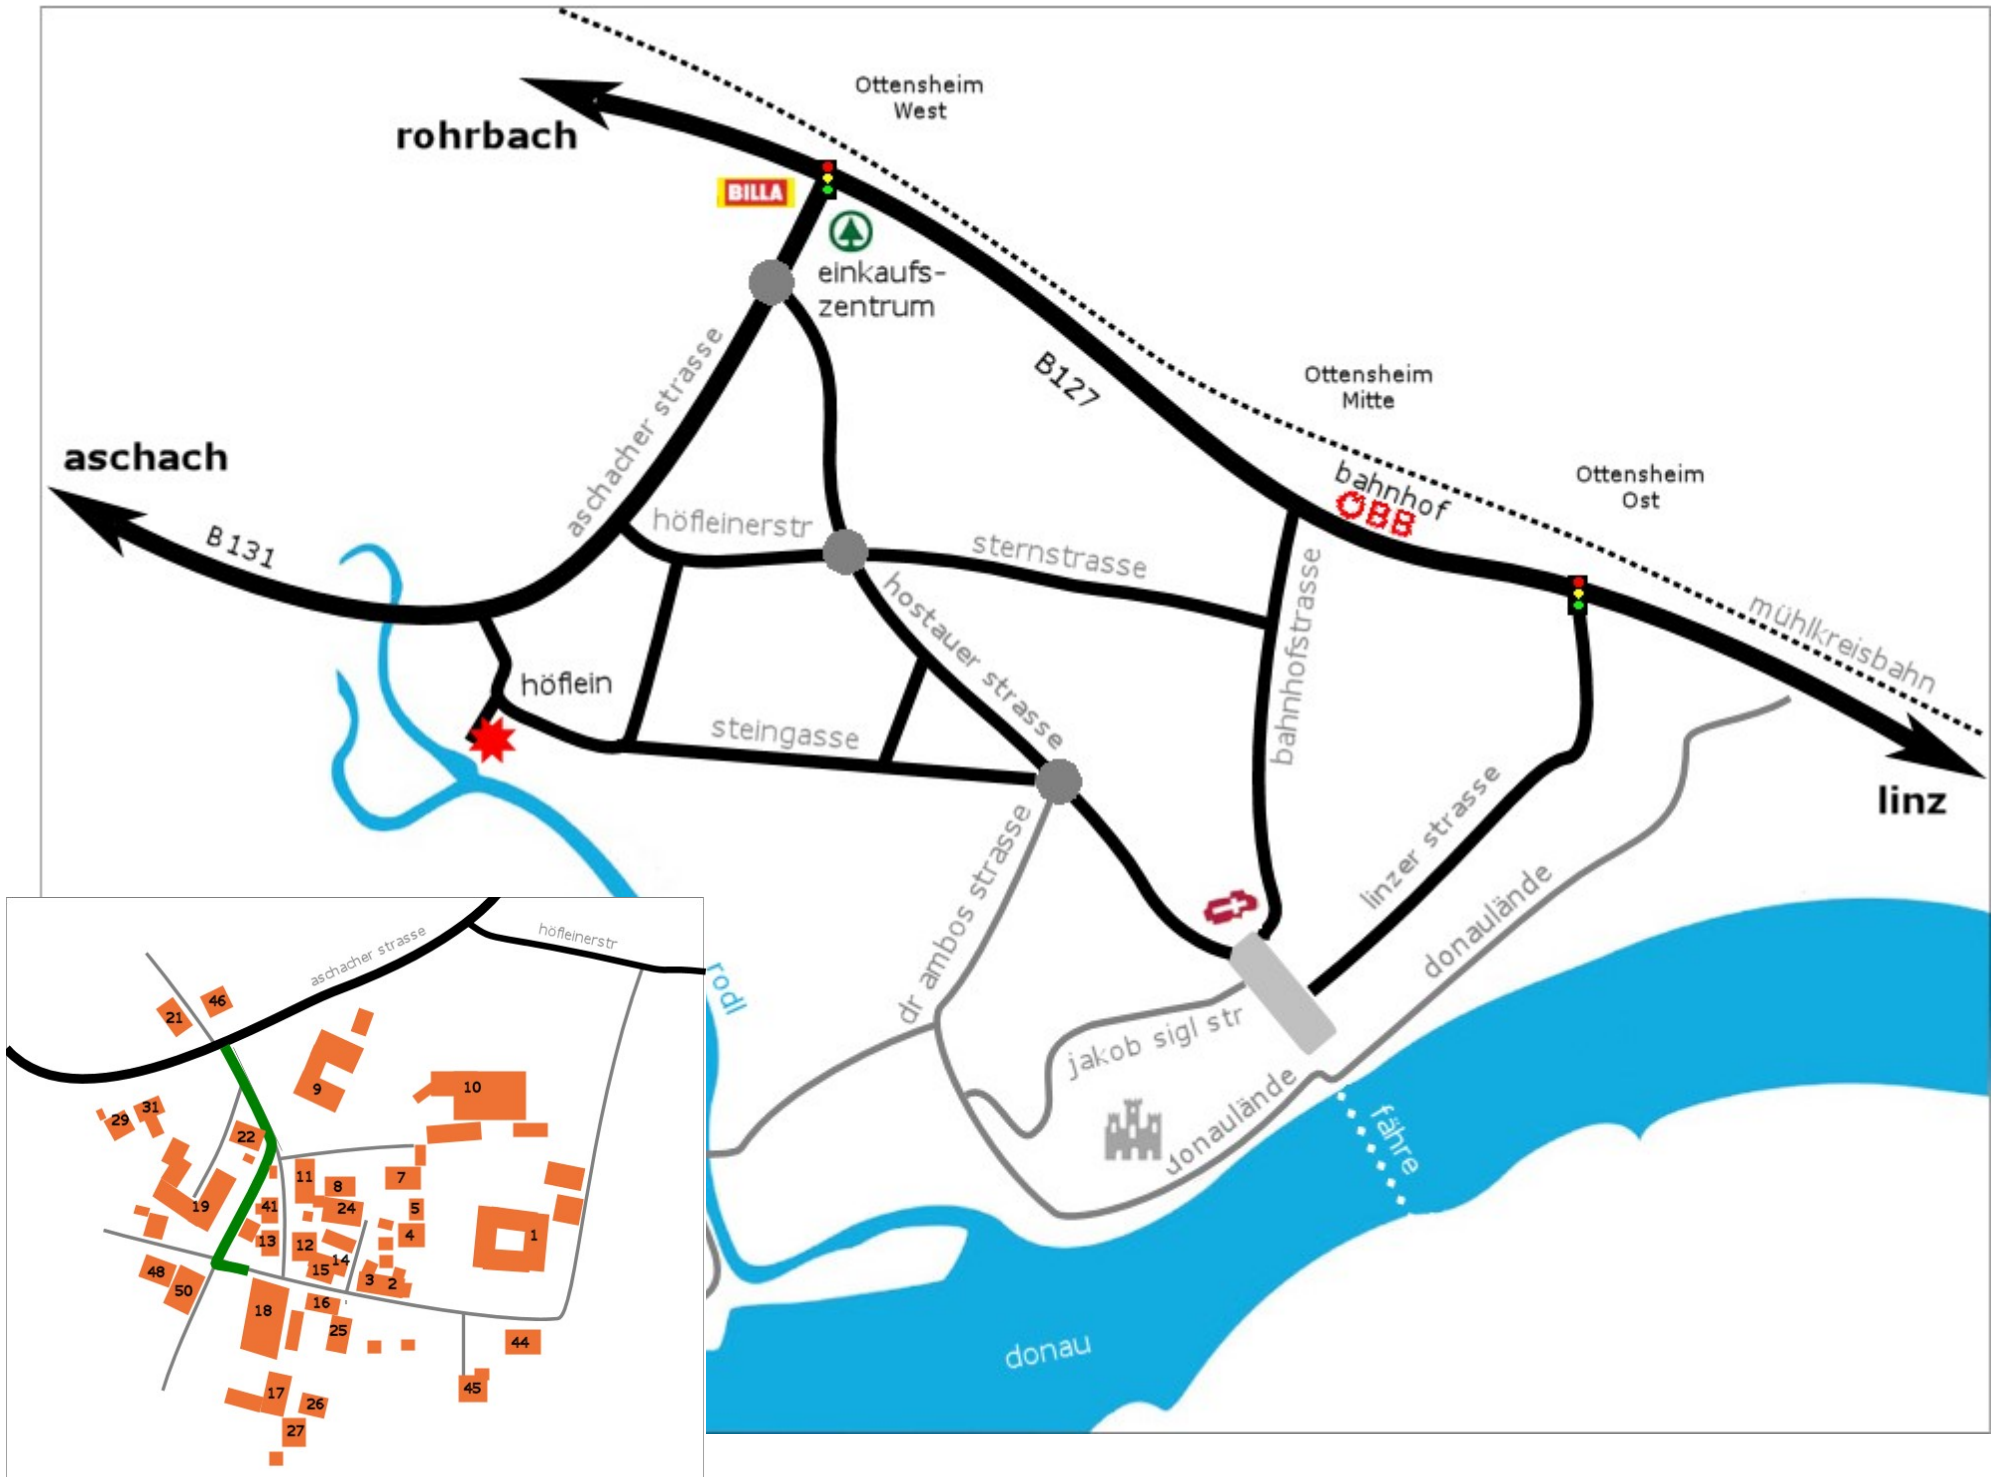 Ottensheim
West
rohrbach
BILLA
einkaufs-
zentrum
aschacher strasse
B127
Ottensheim
Mitte
aschach
B131
bahnhof
ÖBB
Ottensheim
Ost
höfleinerstr
sternstrasse
hostauer strasse
bahnhofstrasse
mühlkreisbahn
höflein
steingasse
linz
linzer strasse
dr ambos strasse
donaulände
jakob sigl str
donaulände
fähre
rodl
donau
aschacher strasse
höfleinerstr
46
21
9
10
31
29
22
11
8
7
19
41
24
5
13
12
4
1
14
48
15
3
2
50
18
16
25
44
17
45
26
27